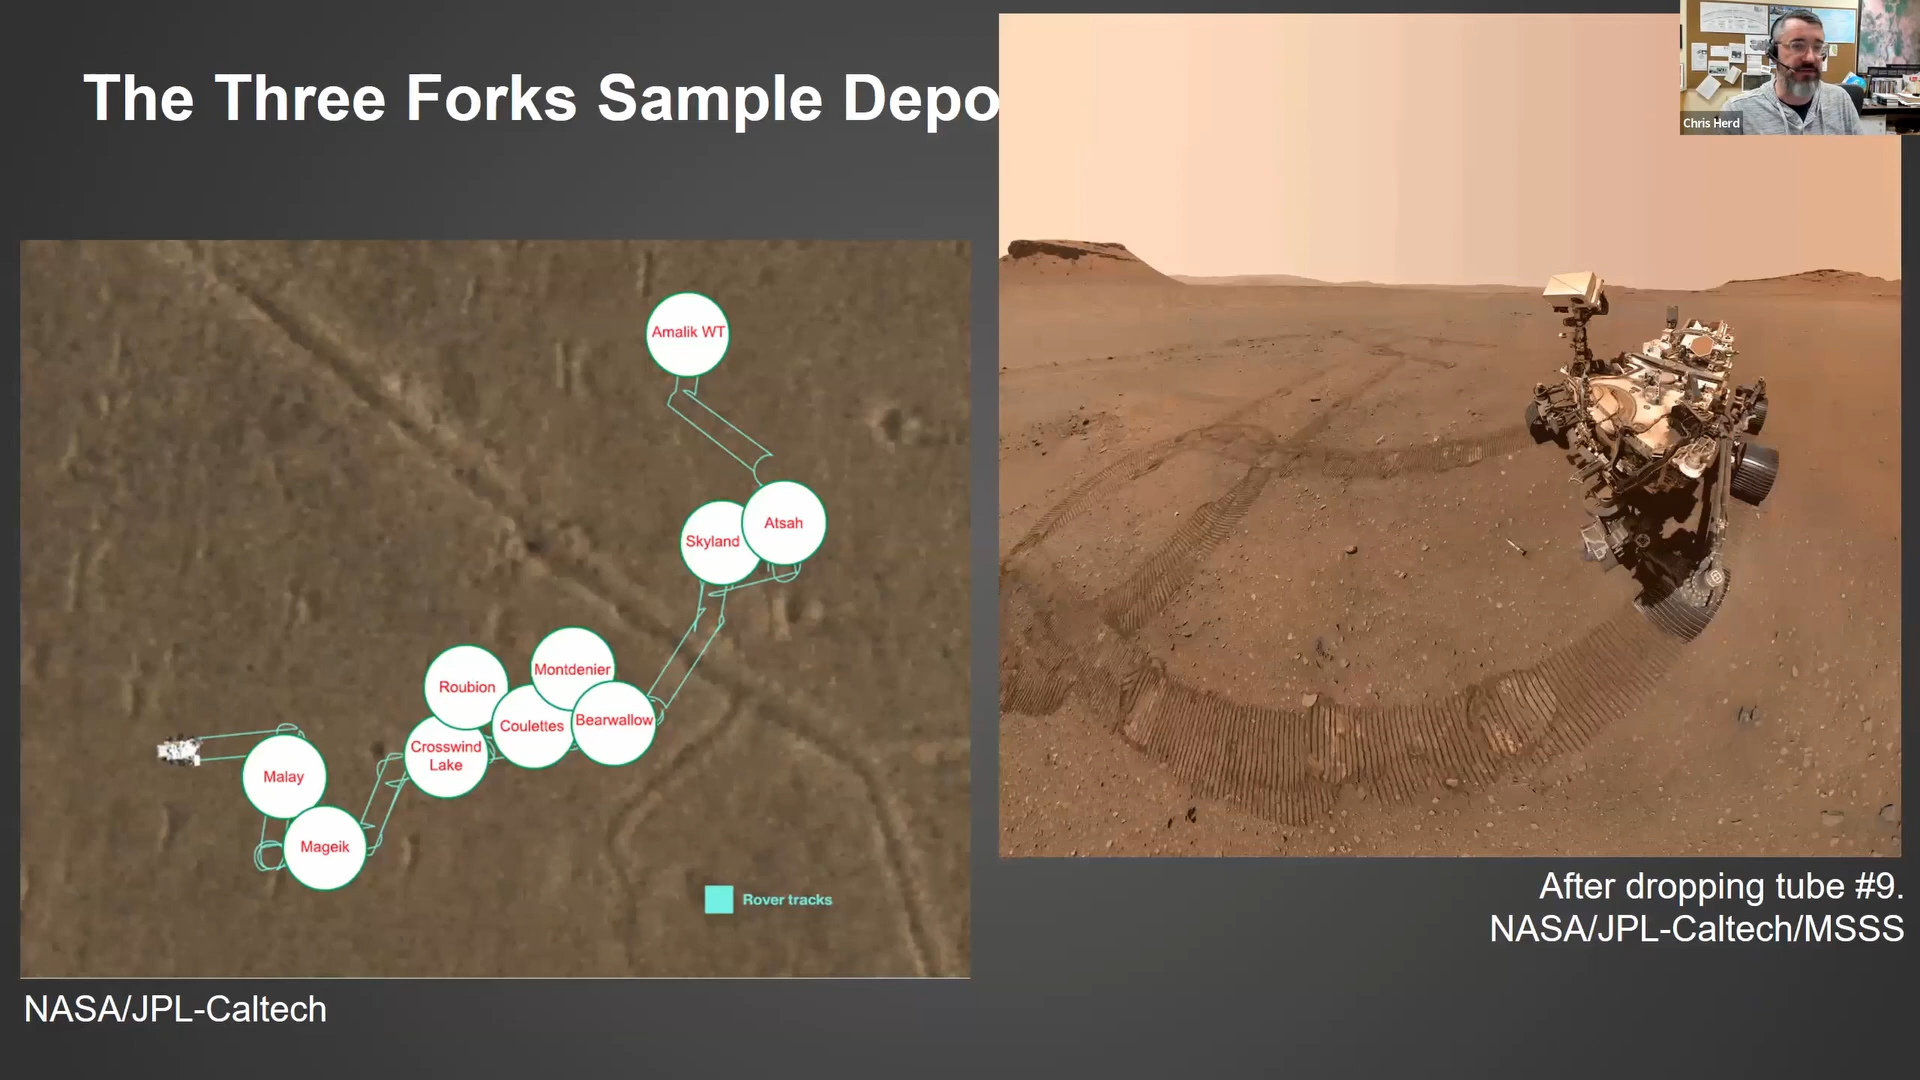 The Three Forks Sample Depo
Chris Herd
Amalik WT
Atsah
Skyland
Montdenier
Roubion
Bearwallow
Coulettes
Crosswind
Lake
Malay
Mageik
Rover tracks
After dropping tube #9.
NASA/JPL-Caltech/MSSS
NASA/JPL-Caltech